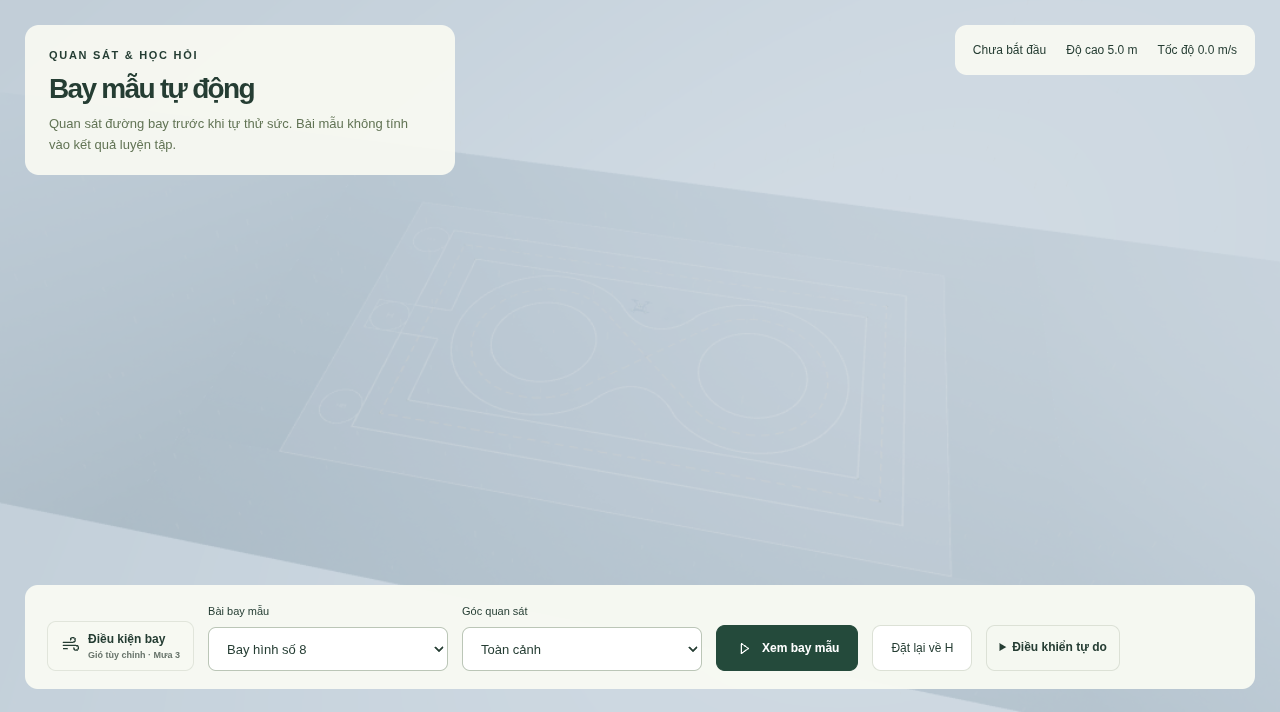 QUAN SÁT & HỌC HỎI
Bay mẫu tự động
Quan sát đường bay trước khi tự thử sức. Bài mẫu không tính
vào kết quả luyện tập.
Chưa bắt đầu Độ cao 5.0 m Tốc độ 0.0 m/s
Điều kiện bay
Gió tùy chỉnh · Mưa 3
Bài bay mẫu
Bay hình số 8
Góc quan sát
Toàn cảnh
Xem bay mẫu
Đặt lại về H
Điều khiển tự do